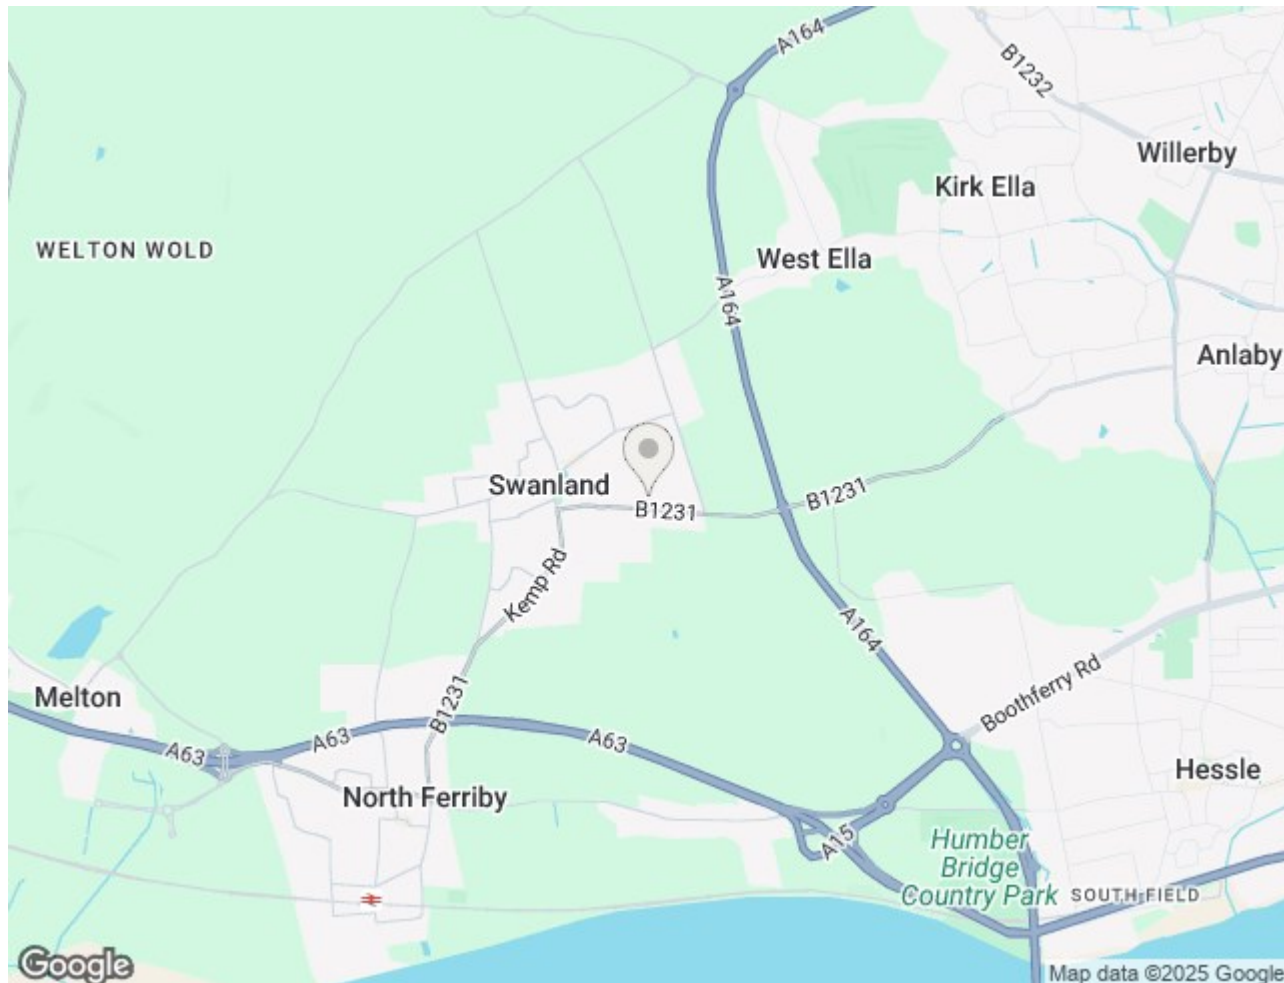 A164
B1232
Willerby
Kirk Ella
WELTON WOLD
West Ella
A164
Anlaby
Swanland
B1231
B1231
Kemp Rd
A164
Boothferry Rd
Melton
B1231
A63
A63
A63
Hessle
North Ferriby
A15
Humber
Bridge
Country Park
SOUTH FIELD
Google
Map data ©2025 Google